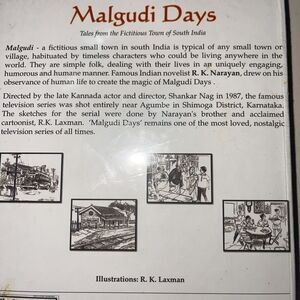 Malgudi Days
Tales from the Fictitious Town of South India
Malgudi - a fictitious small town in south India is typical of any small town or
village, habituated by timeless characters who could be living anywhere in the
world. They are simple folk, dealing with their lives in an uniquely engaging,
humorous and humane manner. Famous Indian novelist R. K. Narayan, drew on his
observance of human life to create the magic of Malgudi Days .
Directed by the late Kannada actor and director, Shankar Nag in 1987, the famous
television series was shot entirely near Agumbe in Shimoga District, Karnataka.
The sketches for the serial were done by Narayan's brother and acclaimed
cartoonist, R.K. Laxman. 'Malgudi Days' remains one of the most loved, nostalgic
television series of all times.
Illustrations: R. K. Laxman